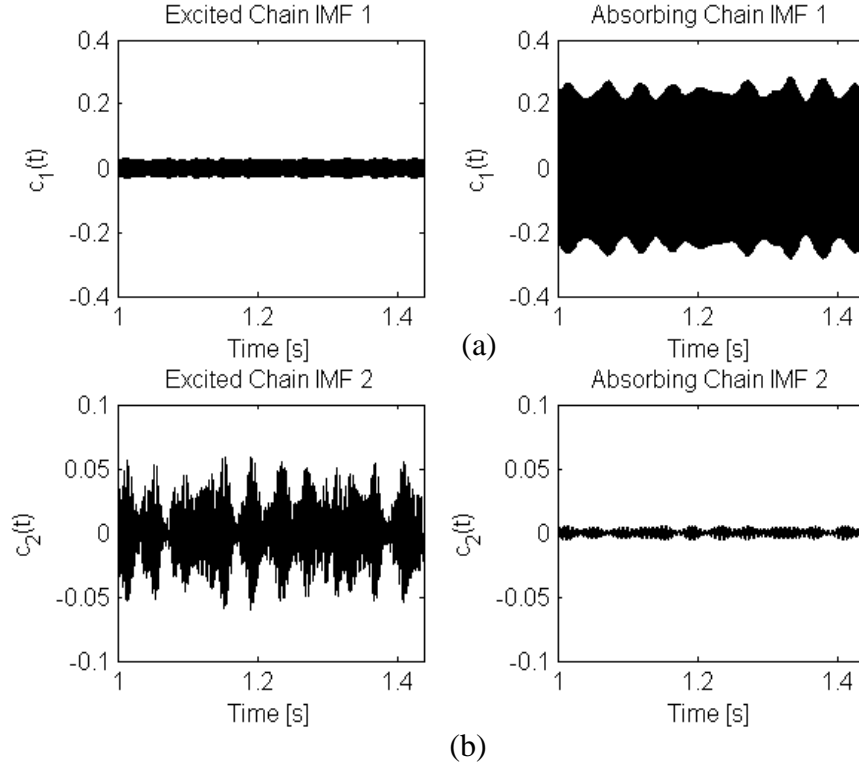 Excited Chain IMF 1
0.4
0.2
0
-0.2
-0.4
c1(t)
1
1.2
1.4
Time [s]
Absorbing Chain IMF 1
0.4
0.2
0
-0.2
-0.4
c1(t)
1
1.2
1.4
Time [s]
(a)
Excited Chain IMF 2
0.1
0.05
0
-0.05
-0.1
c2(t)
1
1.2
1.4
Time [s]
Absorbing Chain IMF 2
0.1
0.05
0
-0.05
-0.1
c2(t)
1
1.2
1.4
Time [s]
(b)